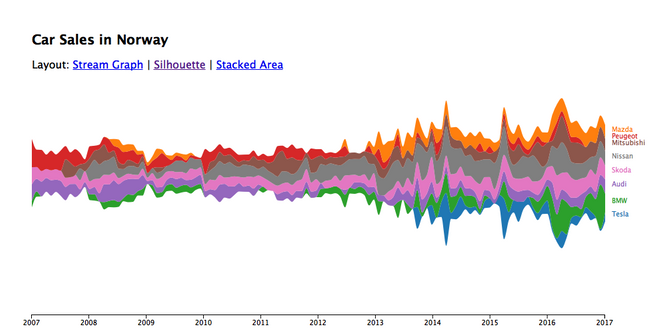 Car Sales in Norway
Layout: Stream Graph | Silhouette | Stacked Area
Mazda
Peugeot
Mitsubishi
Nissan
Skoda
Audi
BMW
Tesla
2007 2008 2009 2010 2011 2012 2013 2014 2015 2016 2017